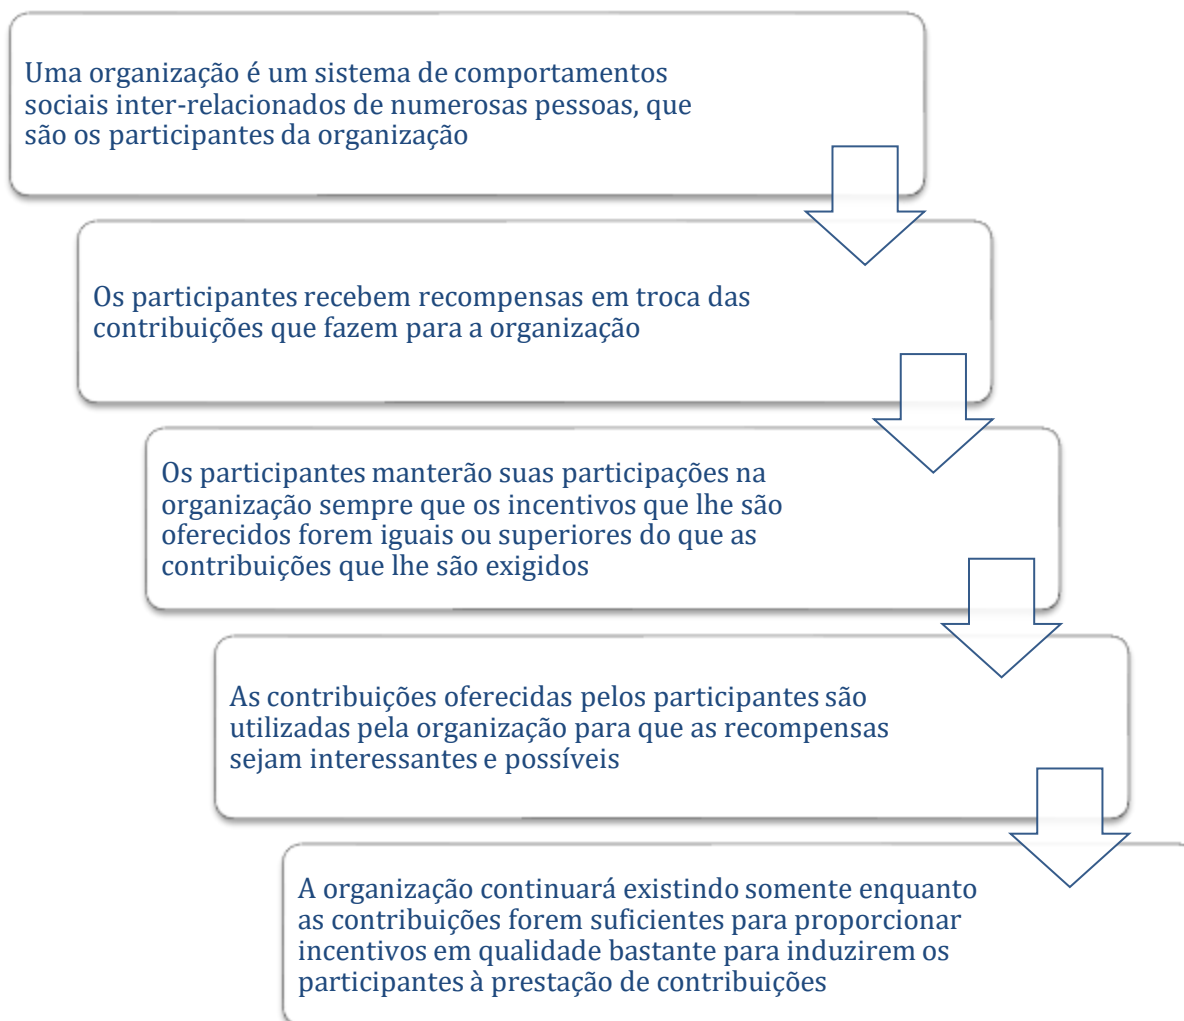 Uma organização é um sistema de comportamentos
sociais inter-relacionados de numerosas pessoas, que
são os participantes da organização
Os participantes recebem recompensas em troca das
contribuições que fazem para a organização
Os participantes manterão suas participações na
organização sempre que os incentivos que lhe são
oferecidos forem iguais ou superiores do que as
contribuições que lhe são exigidos
As contribuições oferecidas pelos participantes são
utilizadas pela organização para que as recompensas
sejam interessantes e possíveis
A organização continuará existindo somente enquanto
as contribuições forem suficientes para proporcionar
incentivos em qualidade bastante para induzirem os
participantes à prestação de contribuições